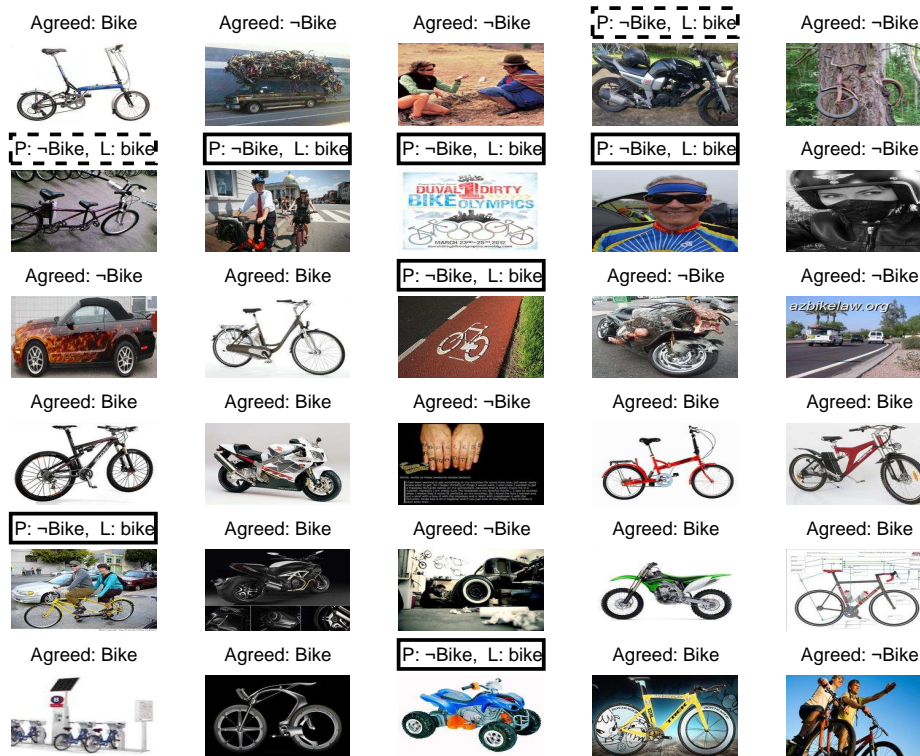 Agreed: Bike Agreed: ¬Bike Agreed: ¬Bike P: ¬Bike, L: bike Agreed: ¬Bike
P: ¬Bike, L: bike P: ¬Bike, L: bike P: ¬Bike, L: bike P: ¬Bike, L: bike Agreed: ¬Bike
DUVAL DIRTY
BIKE OLYMPICS
Agreed: ¬Bike Agreed: Bike P: ¬Bike, L: bike Agreed: ¬Bike Agreed: ¬Bike
azbikelaw.org
Agreed: Bike Agreed: Bike Agreed: ¬Bike Agreed: Bike Agreed: Bike
P: ¬Bike, L: bike Agreed: Bike Agreed: ¬Bike Agreed: Bike Agreed: Bike
Agreed: Bike Agreed: Bike P: ¬Bike, L: bike Agreed: Bike Agreed: ¬Bike